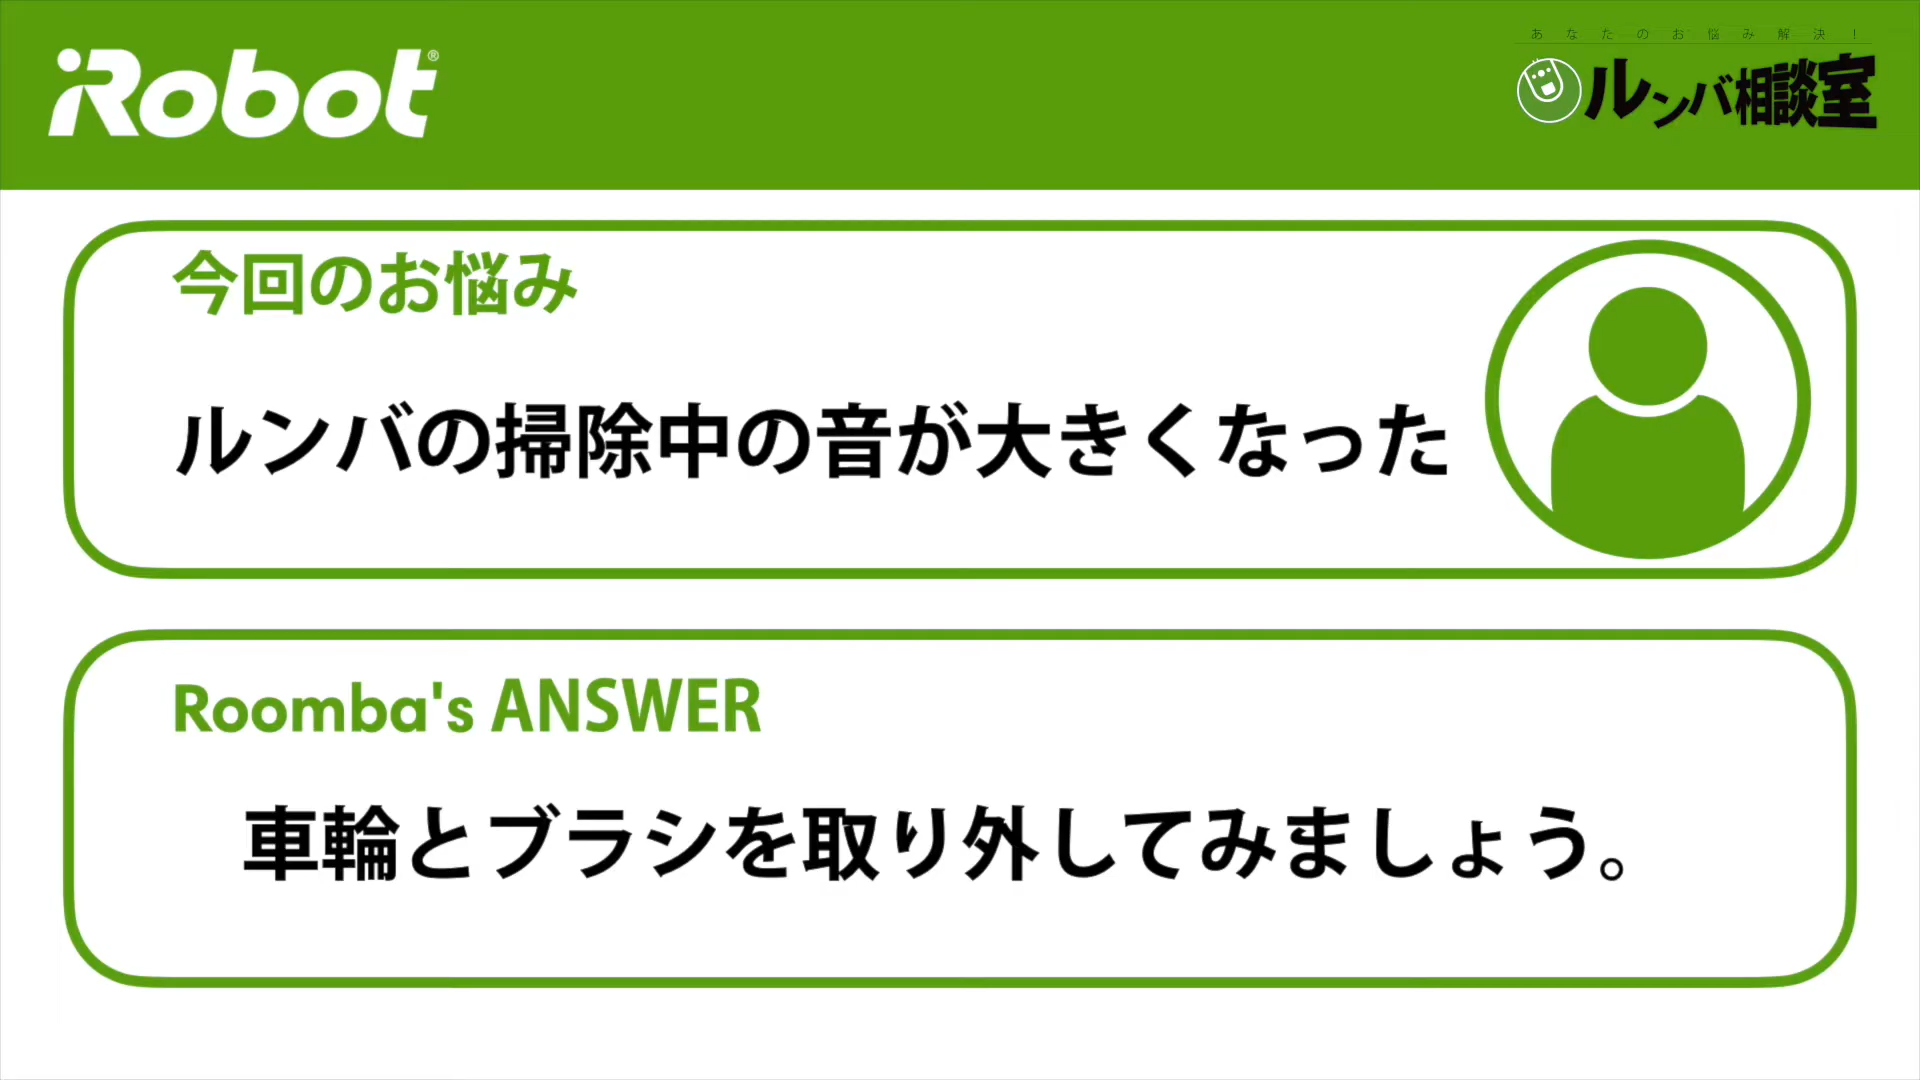 iRobot®
あなたのお悩み解決!
ルンバ相談室
今回のお悩み
ルンバの掃除中の音が大きくなった
Roomba's ANSWER
車輪とブラシを取り外してみましょう。